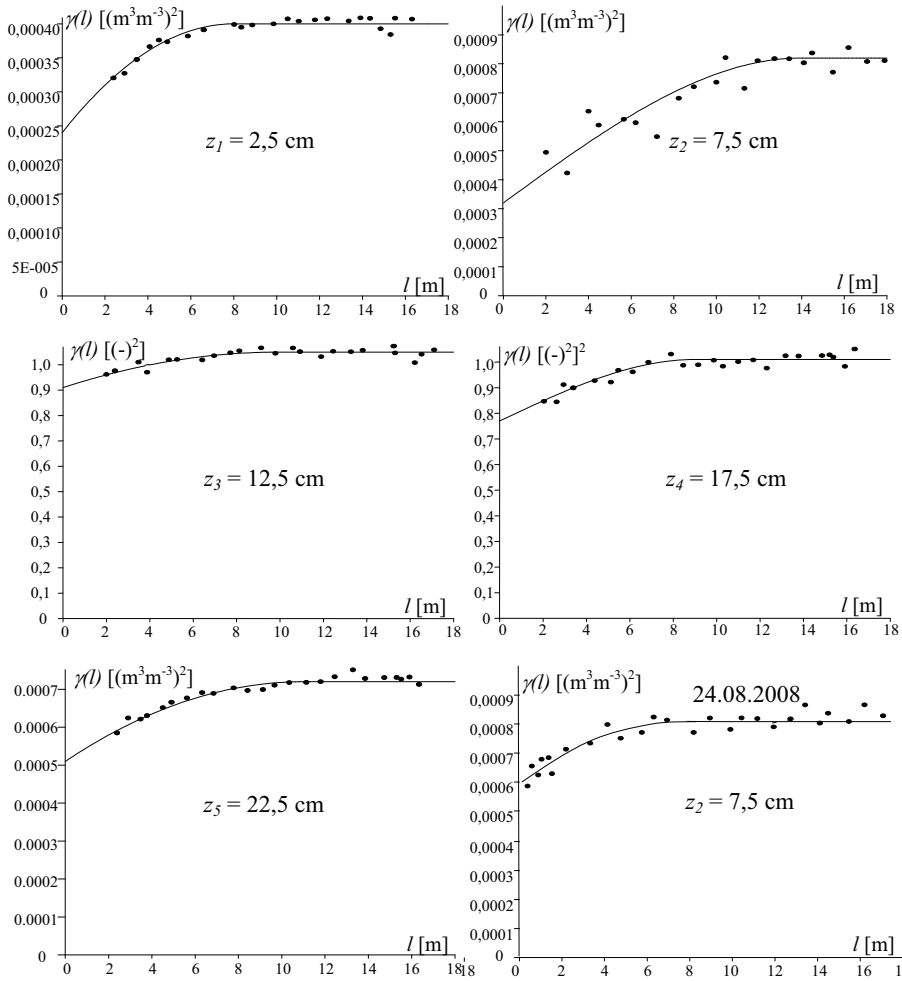 γ(l) [(m³m⁻³)²]
0,00040
0,00035
0,00030
0,00025
0,00020
0,00015
0,00010
5E-005
0
z₁ = 2,5 cm
l [m]
0 2 4 6 8 10 12 14 16 18
γ(l) [(m³m⁻³)²]
0,0009
0,0008
0,0007
0,0006
0,0005
0,0004
0,0003
0,0002
0,0001
z₂ = 7,5 cm
l [m]
0 2 4 6 8 10 12 14 16 18
γ(l) [(-)²]
1,0
0,9
0,8
0,7
0,6
0,5
0,4
0,3
0,2
0,1
0
z₃ = 12,5 cm
l [m]
0 2 4 6 8 10 12 14 16 18
γ(l) [(-)²]²
1,0
0,9
0,8
0,7
0,6
0,5
0,4
0,3
0,2
0,1
0
z₄ = 17,5 cm
l [m]
0 2 4 6 8 10 12 14 16 18
γ(l) [(m³m⁻³)²]
0.0007
0.0006
0.0005
0.0004
0.0003
0.0002
0.0001
0
z₅ = 22,5 cm
l [m]
0 2 4 6 8 10 12 14 16 18
γ(l) [(m³m⁻³)²]
24.08.2008
0,0009
0,0008
0,0007
0,0006
0,0005
0,0004
0,0003
0,0002
0,0001
0
z₂ = 7,5 cm
l [m]
0 2 4 6 8 10 12 14 16 18